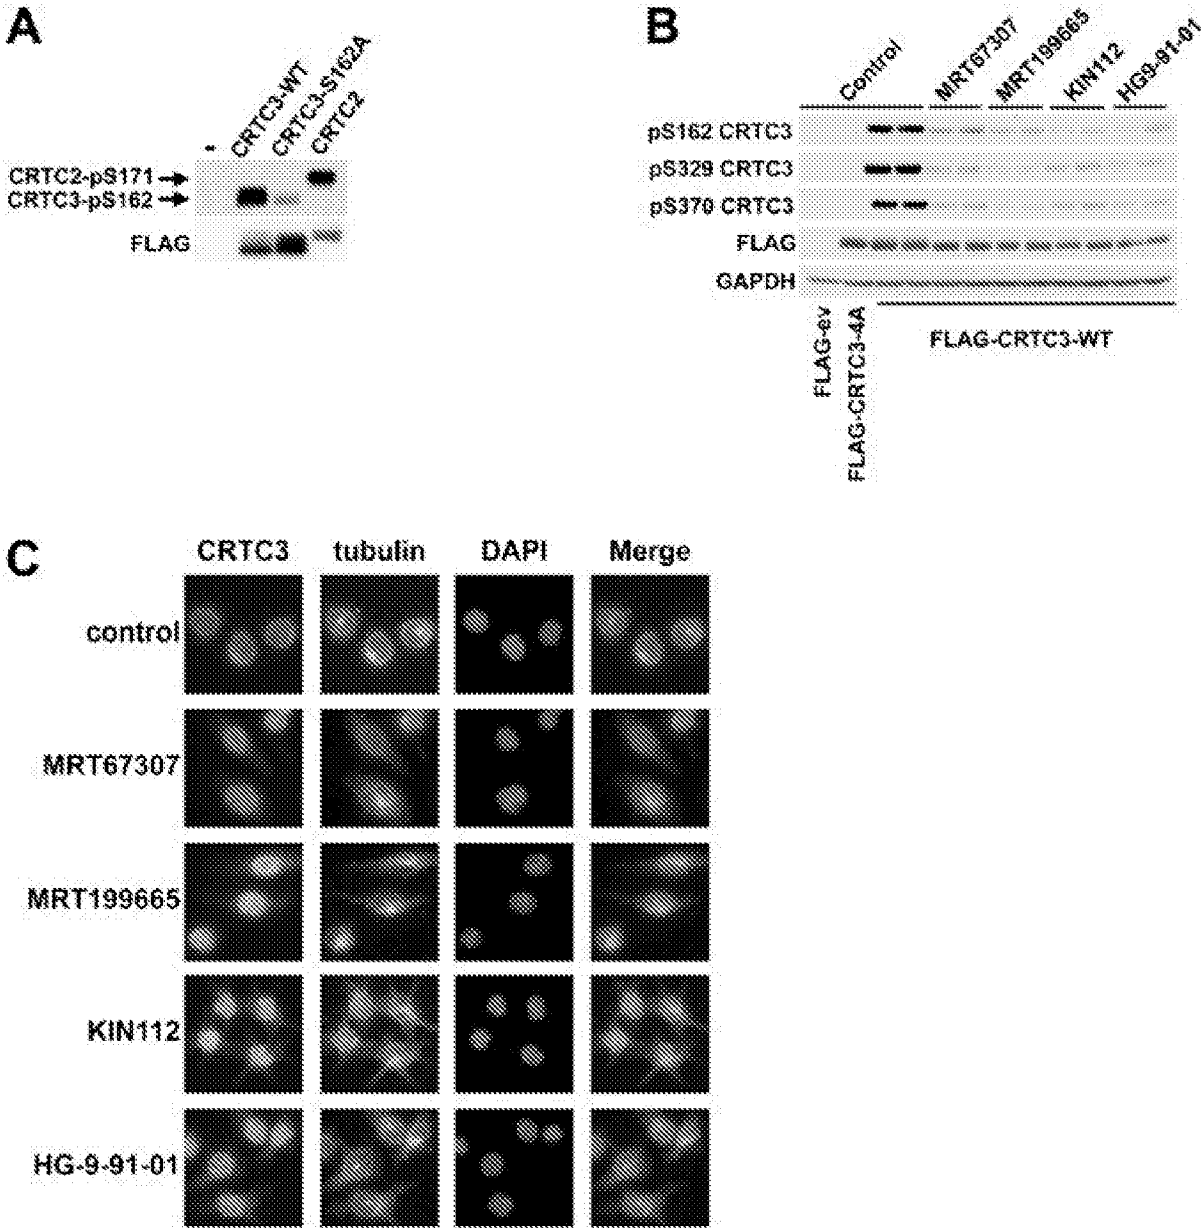 A
-
CRTC3-WT
CRTC3-S162A
CRTC2
CRTC2-pS171
CRTC3-pS162
FLAG
B
Control
MRT67307
MRT199665
KIN112
HG9-91-01
pS162 CRTC3
pS329 CRTC3
pS370 CRTC3
FLAG
GAPDH
FLAG-ev
FLAG-CRTC3-4A
FLAG-CRTC3-WT
C
CRTC3 tubulin DAPI Merge
control
MRT67307
MRT199665
KIN112
HG-9-91-01